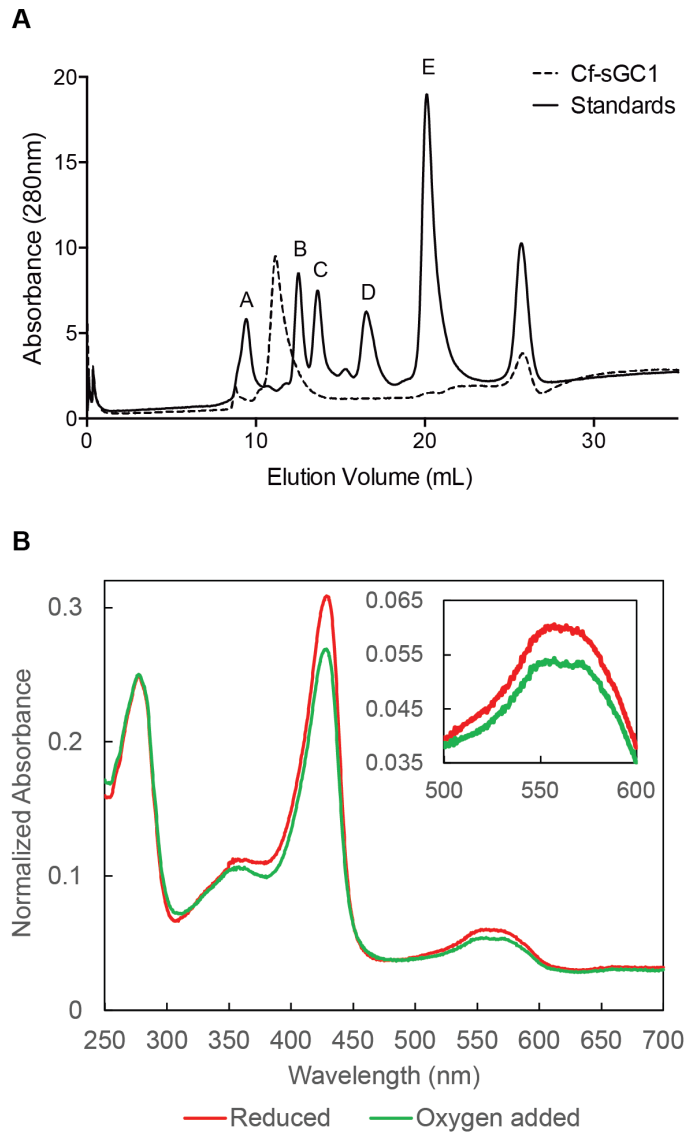 A
Absorbance (280nm)
20
15
10
5
0
A
B
C
D
E
Cf-sGC1
Standards
0
10
20
30
Elution Volume (mL)
B
Normalized Absorbance
0.3
0.2
0.1
0
0.065
0.055
0.045
0.035
500
550
600
250
300
350
400
450
500
550
600
700
Wavelength (nm)
Reduced
Oxygen added